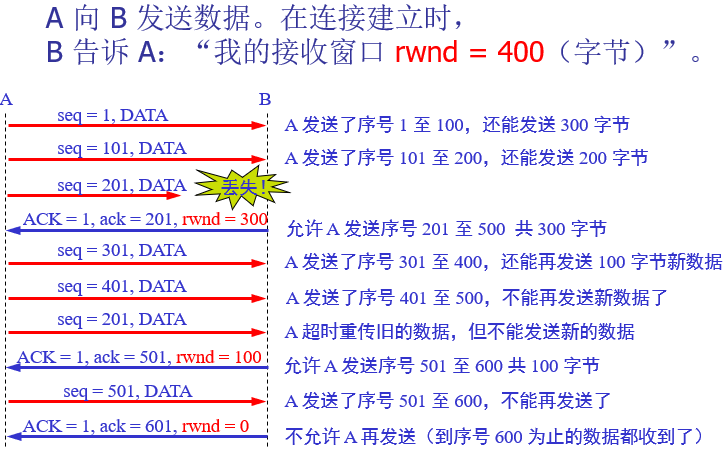 A 向 B 发送数据。在连接建立时，
B 告诉 A：“我的接收窗口 rwnd = 400（字节）”。
A B
seq = 1, DATA A 发送了序号 1 至 100，还能发送 300 字节
seq = 101, DATA A 发送了序号 101 至 200，还能发送 200 字节
seq = 201, DATA 丢失！
ACK = 1, ack = 201, rwnd = 300 允许 A 发送序号 201 至 500 共 300 字节
seq = 301, DATA A 发送了序号 301 至 400，还能再发送 100 字节新数据
seq = 401, DATA A 发送了序号 401 至 500，不能再发送新数据了
seq = 201, DATA A 超时重传旧的数据，但不能发送新的数据
ACK = 1, ack = 501, rwnd = 100 允许 A 发送序号 501 至 600 共 100 字节
seq = 501, DATA A 发送了序号 501 至 600，不能再发送了
ACK = 1, ack = 601, rwnd = 0 不允许 A 再发送（到序号 600 为止的数据都收到了）